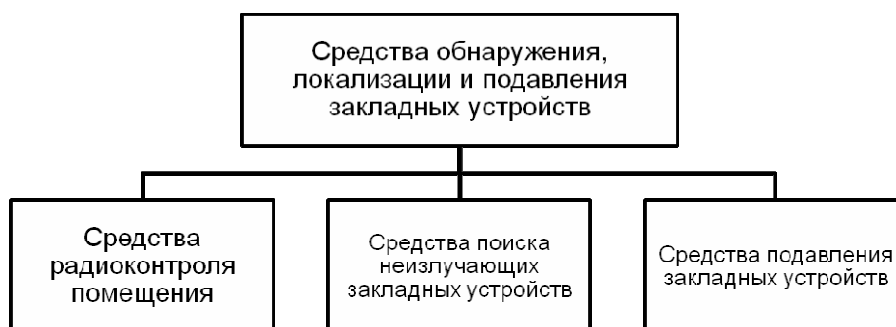 Средства обнаружения,
локализации и подавления
закладных устройств
Средства
радиоконтроля
помещения
Средства поиска
неизлучающих
закладных устройств
Средства подавления
закладных устройств